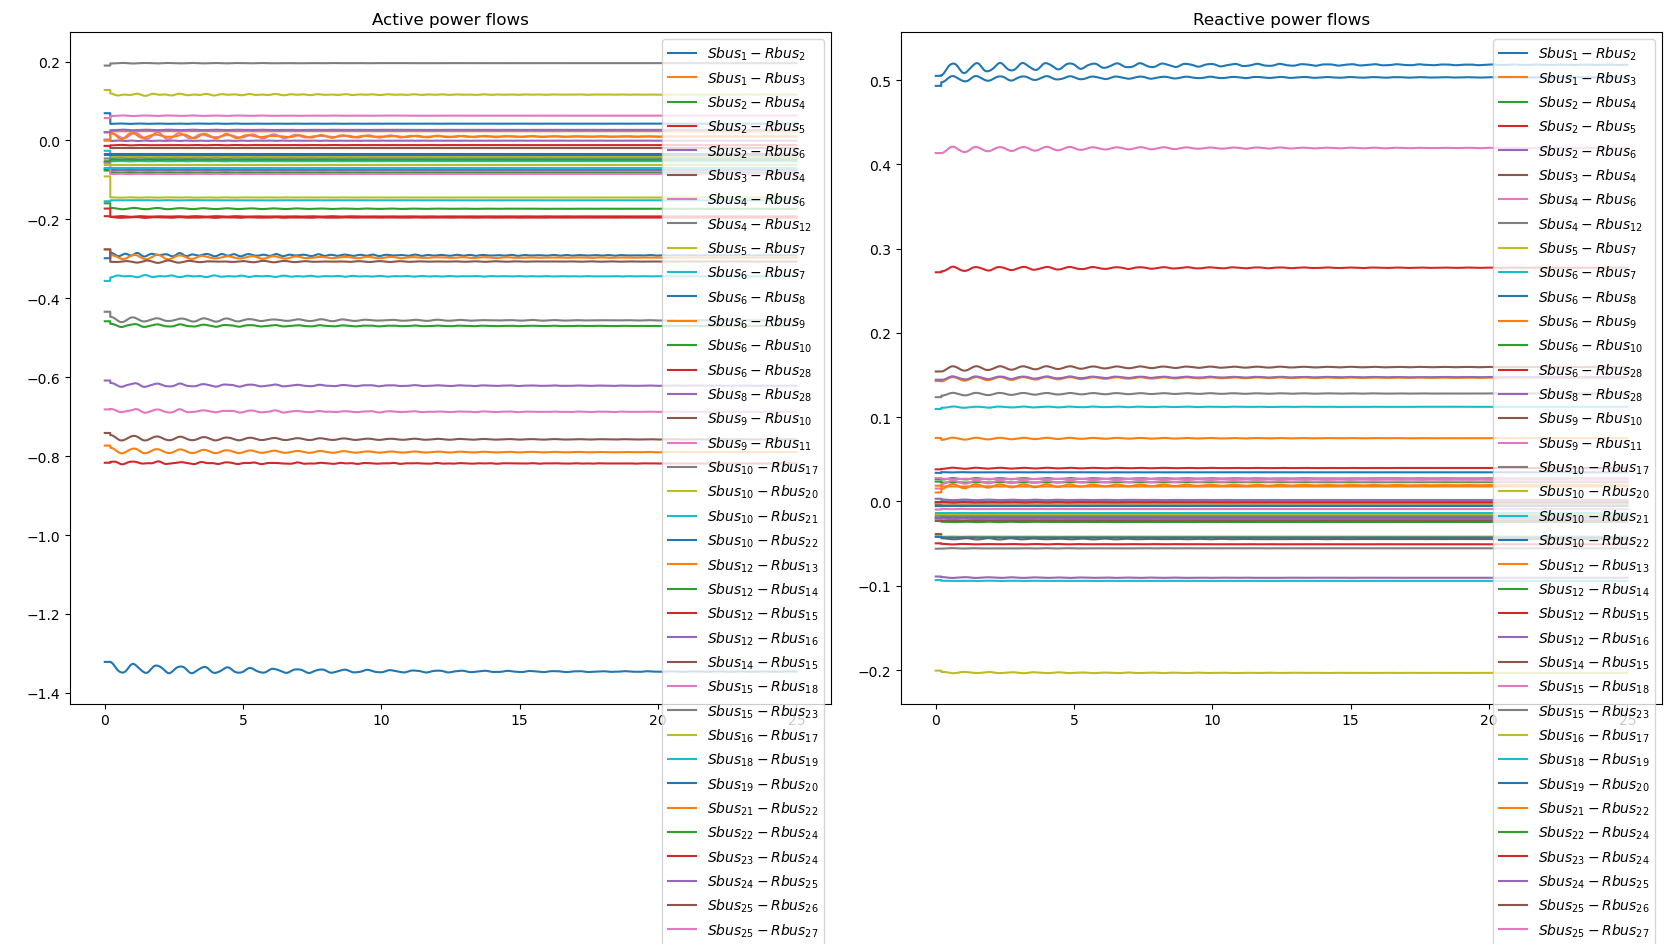 Active power flows
0.2
0.0
−0.2
−0.4
−0.6
−0.8
−1.0
−1.2
−1.4
0 5 10 15 20 25
Sbus₁ − Rbus₂
Sbus₁ − Rbus₃
Sbus₂ − Rbus₄
Sbus₂ − Rbus₅
Sbus₂ − Rbus₆
Sbus₃ − Rbus₄
Sbus₄ − Rbus₆
Sbus₄ − Rbus₁₂
Sbus₅ − Rbus₇
Sbus₆ − Rbus₇
Sbus₆ − Rbus₈
Sbus₆ − Rbus₉
Sbus₆ − Rbus₁₀
Sbus₆ − Rbus₂₈
Sbus₈ − Rbus₂₈
Sbus₉ − Rbus₁₀
Sbus₉ − Rbus₁₁
Sbus₁₀ − Rbus₁₇
Sbus₁₀ − Rbus₂₀
Sbus₁₀ − Rbus₂₁
Sbus₁₀ − Rbus₂₂
Sbus₁₂ − Rbus₁₃
Sbus₁₂ − Rbus₁₄
Sbus₁₂ − Rbus₁₅
Sbus₁₂ − Rbus₁₆
Sbus₁₄ − Rbus₁₅
Sbus₁₅ − Rbus₁₈
Sbus₁₅ − Rbus₂₃
Sbus₁₆ − Rbus₁₇
Sbus₁₈ − Rbus₁₉
Sbus₁₉ − Rbus₂₀
Sbus₂₁ − Rbus₂₂
Sbus₂₂ − Rbus₂₄
Sbus₂₃ − Rbus₂₄
Sbus₂₄ − Rbus₂₅
Sbus₂₅ − Rbus₂₆
Sbus₂₅ − Rbus₂₇
Reactive power flows
0.5
0.4
0.3
0.2
0.1
0.0
−0.1
−0.2
0 5 10 15 20 25
Sbus₁ − Rbus₂
Sbus₁ − Rbus₃
Sbus₂ − Rbus₄
Sbus₂ − Rbus₅
Sbus₂ − Rbus₆
Sbus₃ − Rbus₄
Sbus₄ − Rbus₆
Sbus₄ − Rbus₁₂
Sbus₅ − Rbus₇
Sbus₆ − Rbus₇
Sbus₆ − Rbus₈
Sbus₆ − Rbus₉
Sbus₆ − Rbus₁₀
Sbus₆ − Rbus₂₈
Sbus₈ − Rbus₂₈
Sbus₉ − Rbus₁₀
Sbus₉ − Rbus₁₁
Sbus₁₀ − Rbus₁₇
Sbus₁₀ − Rbus₂₀
Sbus₁₀ − Rbus₂₁
Sbus₁₀ − Rbus₂₂
Sbus₁₂ − Rbus₁₃
Sbus₁₂ − Rbus₁₄
Sbus₁₂ − Rbus₁₅
Sbus₁₂ − Rbus₁₆
Sbus₁₄ − Rbus₁₅
Sbus₁₅ − Rbus₁₈
Sbus₁₅ − Rbus₂₃
Sbus₁₆ − Rbus₁₇
Sbus₁₈ − Rbus₁₉
Sbus₁₉ − Rbus₂₀
Sbus₂₁ − Rbus₂₂
Sbus₂₂ − Rbus₂₄
Sbus₂₃ − Rbus₂₄
Sbus₂₄ − Rbus₂₅
Sbus₂₅ − Rbus₂₆
Sbus₂₅ − Rbus₂₇